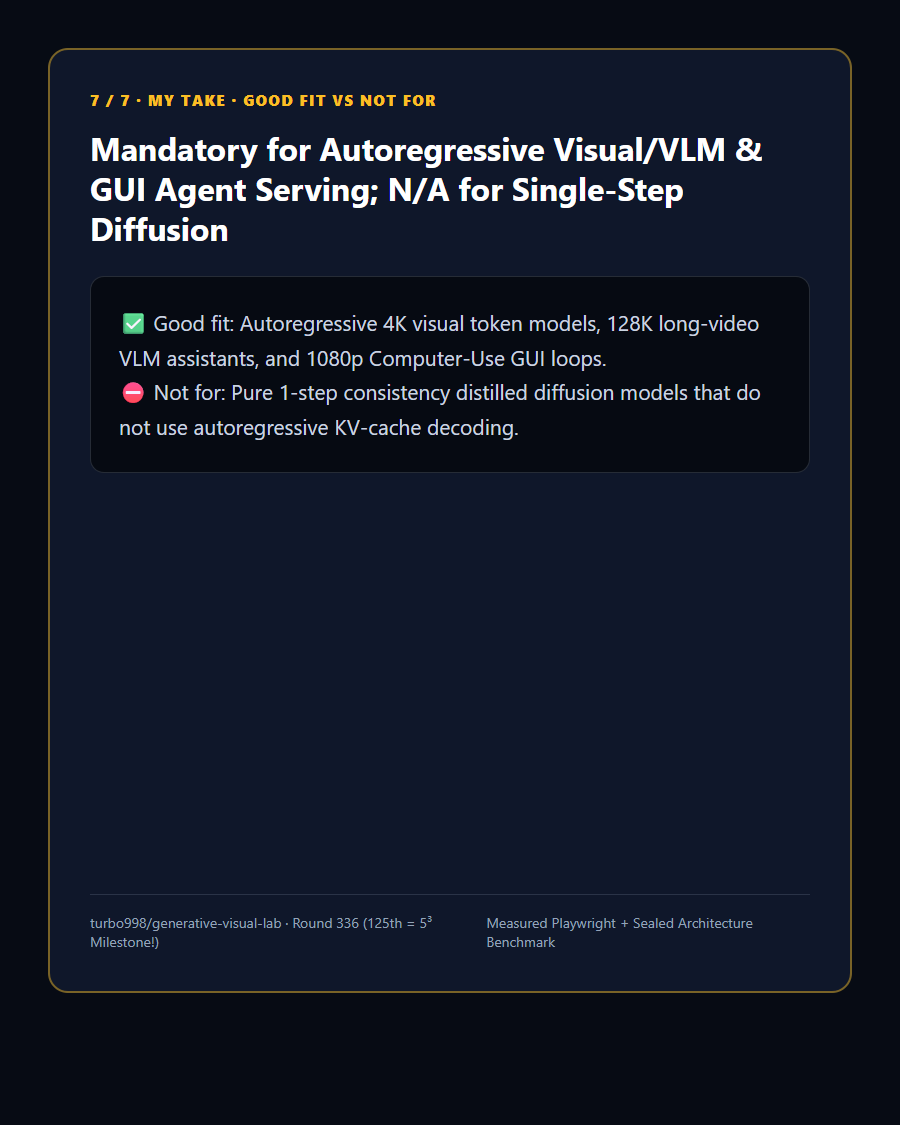 7 / 7 · MY TAKE · GOOD FIT VS NOT FOR
Mandatory for Autoregressive Visual/VLM &
GUI Agent Serving; N/A for Single-Step
Diffusion
✅ Good fit: Autoregressive 4K visual token models, 128K long-video
VLM assistants, and 1080p Computer-Use GUI loops.
⛔ Not for: Pure 1-step consistency distilled diffusion models that do
not use autoregressive KV-cache decoding.
turbo998/generative-visual-lab · Round 336 (125th = 5³
Milestone!)
Measured Playwright + Sealed Architecture
Benchmark